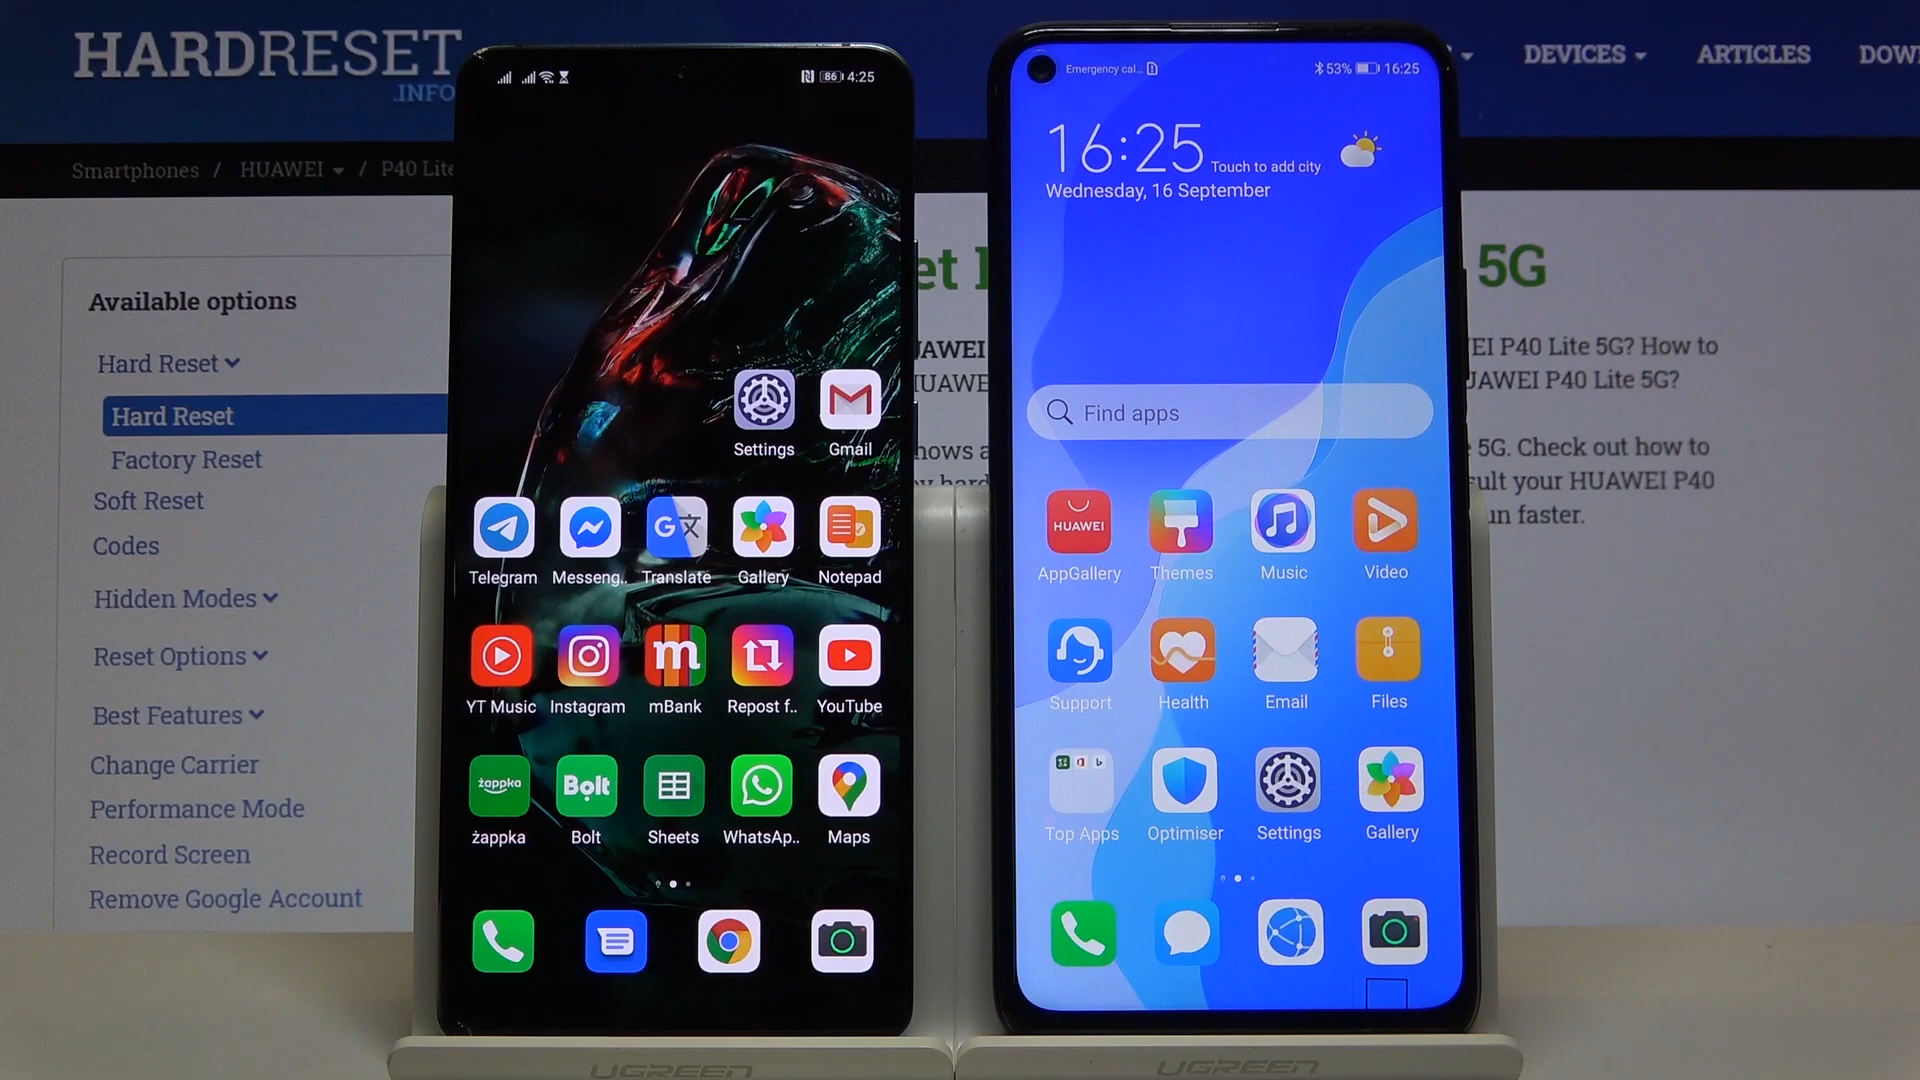 HARDRESET
.INFO
DEVICES
ARTICLES
Smartphones / HUAWEI / P40 Lite
Available options
Hard Reset
Hard Reset
Factory Reset
Soft Reset
Codes
Hidden Modes
Reset Options
Best Features
Change Carrier
Performance Mode
Record Screen
Remove Google Account
86 4:25
Settings Gmail
Telegram Messeng.. Translate Gallery Notepad
YT Music Instagram mBank Repost f.. YouTube
żappka Bolt
żappka Bolt Sheets WhatsAp.. Maps
UGREEN
5G
P40 Lite 5G? How to
P40 Lite 5G?
5G. Check out how to
your HUAWEI P40
faster.
Emergency cal... 53% 16:25
16:25 Touch to add city
Wednesday, 16 September
Find apps
HUAWEI
AppGallery Themes Music Video
Support Health Email Files
Top Apps Optimiser Settings Gallery
UGREEN